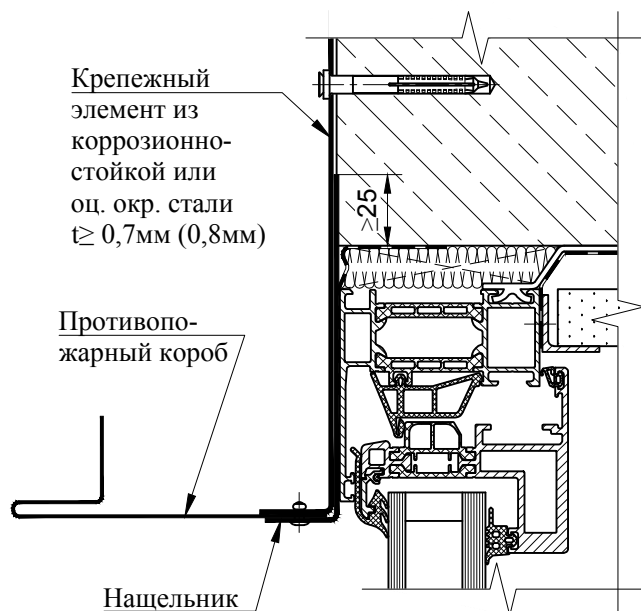 Крепежный
элемент из
коррозионно-
стойкой или
оц. окр. стали
t≥ 0,7мм (0,8мм)
≥25
Противопо-
жарный короб
Нащельник